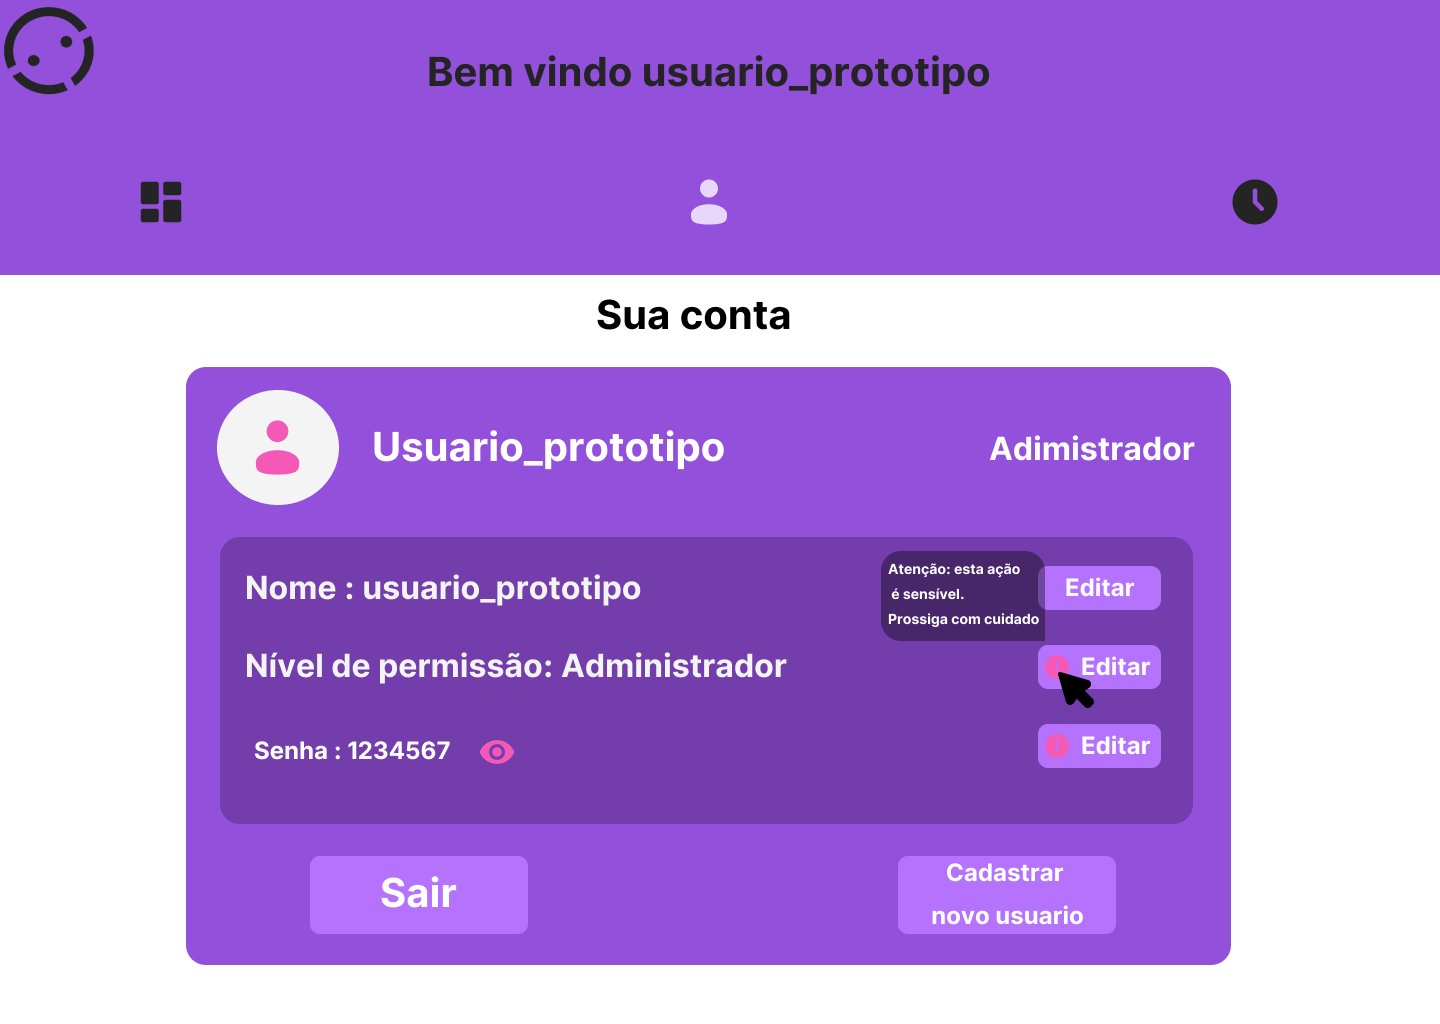 Bem vindo usuario_prototipo
Sua conta
Usuario_prototipo
Adimistrador
Nome : usuario_prototipo
Atenção: esta ação
é sensível.
Prossiga com cuidado
Editar
Nível de permissão: Administrador
Editar
Senha : 1234567
Editar
Sair
Cadastrar
novo usuario